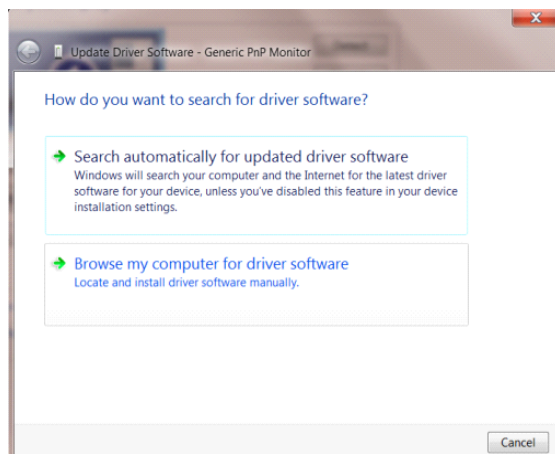 Update Driver Software - Generic PnP Monitor
How do you want to search for driver software?
Search automatically for updated driver software
Windows will search your computer and the Internet for the latest driver
software for your device, unless you've disabled this feature in your device
installation settings.
Browse my computer for driver software
Locate and install driver software manually.
Cancel